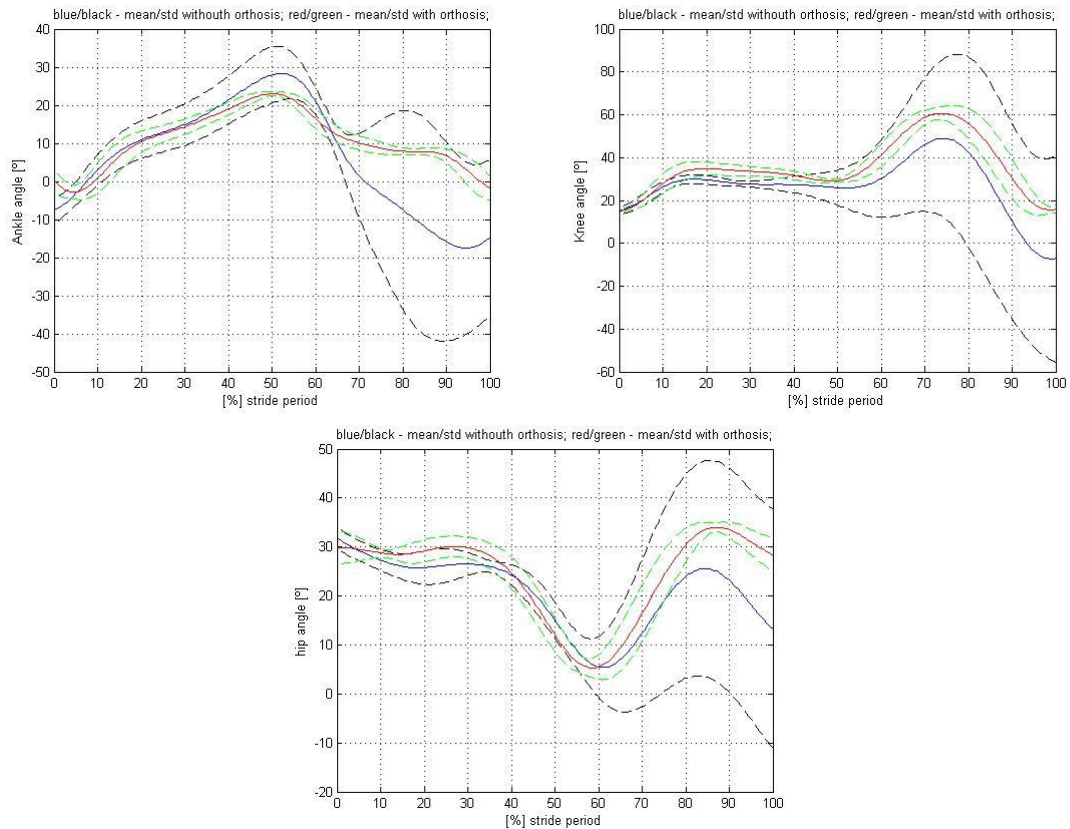 blue/black - mean/std withouth orthosis; red/green - mean/std with orthosis;
Ankle angle [º]
40
30
20
10
0
-10
-20
-30
-40
-50
0 10 20 30 40 50 60 70 80 90 100
[%] stride period
blue/black - mean/std withouth orthosis; red/green - mean/std with orthosis;
Knee angle [º]
100
80
60
40
20
0
-20
-40
-60
0 10 20 30 40 50 60 70 80 90 100
[%] stride period
blue/black - mean/std withouth orthosis; red/green - mean/std with orthosis;
hip angle [º]
50
40
30
20
10
0
-10
-20
0 10 20 30 40 50 60 70 80 90 100
[%] stride period